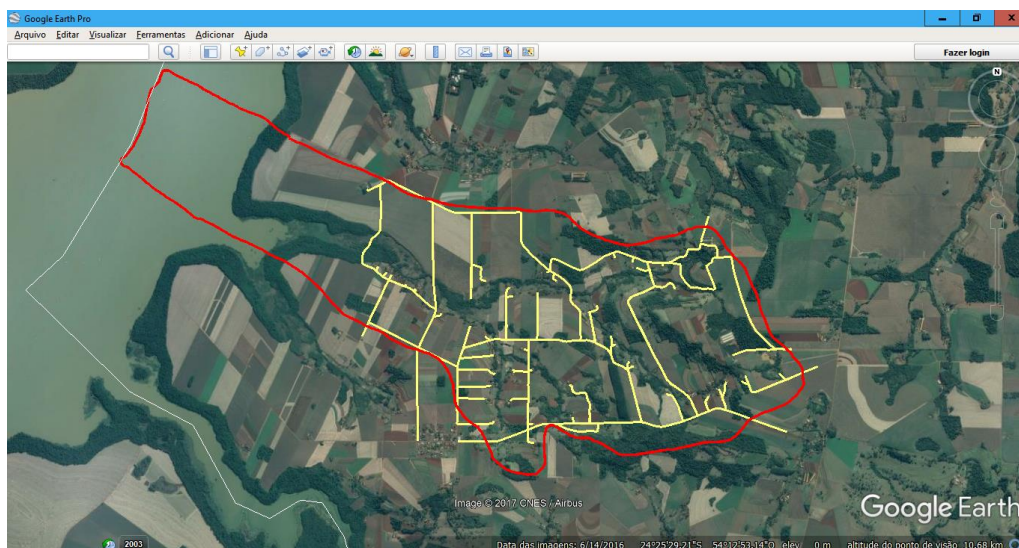 Google Earth Pro
Arquivo Editar Visualizar Ferramentas Adicionar Ajuda
Fazer login
N
Image © 2017 CNES / Airbus
Google Earth
2003
Data das imagens: 6/14/2016 24°25'29.21"S 54°12'53.14"O elev 0 m altitude do ponto de visão 10.68 km